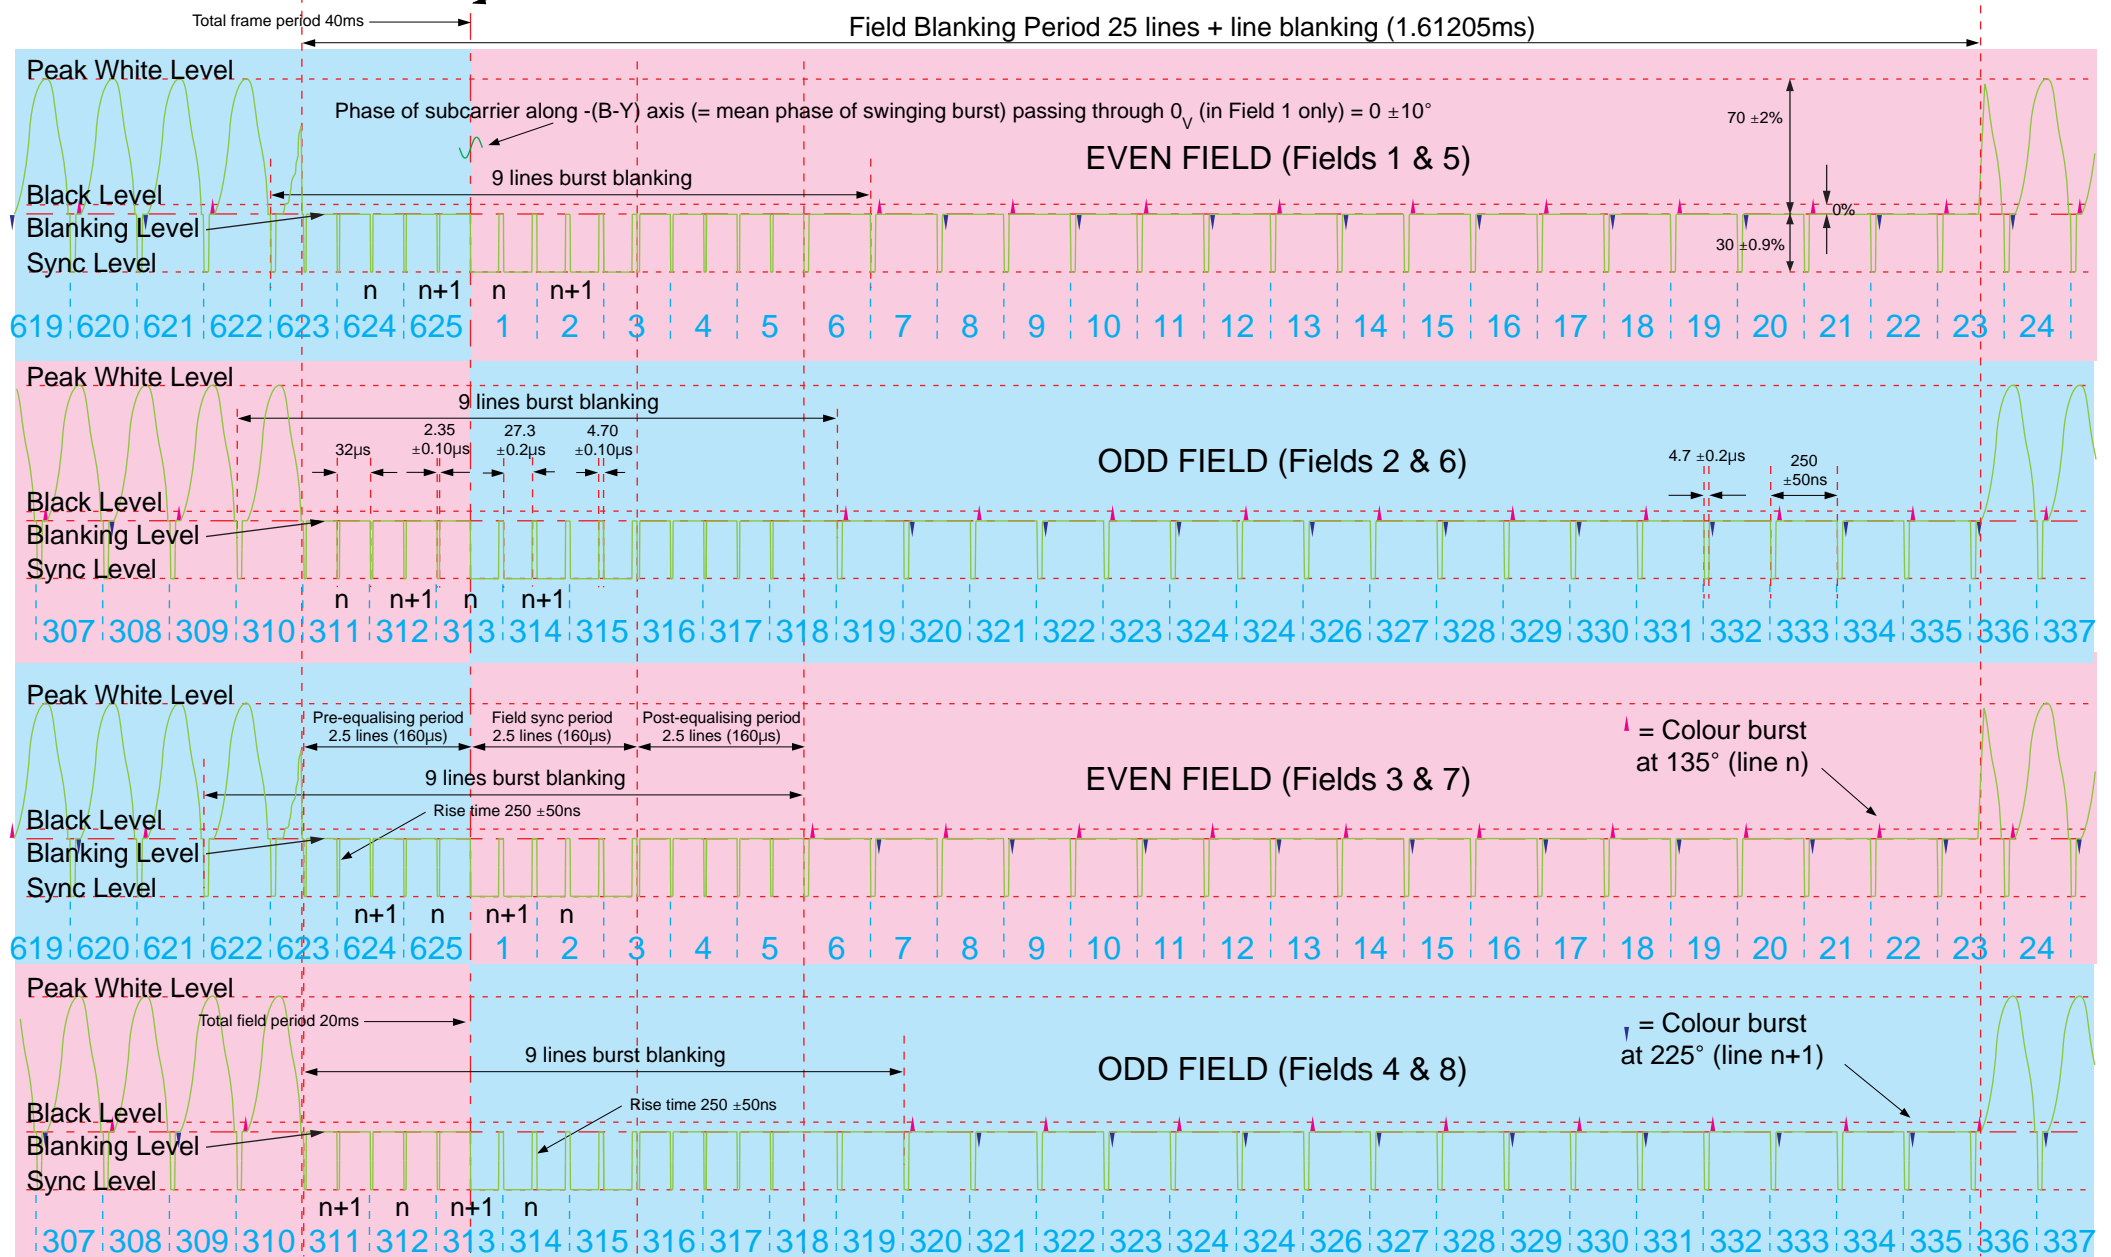 Total frame period 40ms
Field Blanking Period 25 lines + line blanking (1.61205ms)
Peak White Level
Phase of subcarrier along -(B-Y) axis (= mean phase of swinging burst) passing through 0V (in Field 1 only) = 0 ±10°
70 ±2%
EVEN FIELD (Fields 1 & 5)
9 lines burst blanking
Black Level
0%
Blanking Level
30 ±0.9%
Sync Level
n n+1 n n+1
619 620 621 622 623 624 625 1 2 3 4 5 6 7 8 9 10 11 12 13 14 15 16 17 18 19 20 21 22 23 24
Peak White Level
9 lines burst blanking
32µs
2.35 ±0.10µs
27.3 ±0.2µs
4.70 ±0.10µs
ODD FIELD (Fields 2 & 6)
4.7 ±0.2µs
250 ±50ns
Black Level
Blanking Level
Sync Level
n n+1 n n+1
307 308 309 310 311 312 313 314 315 316 317 318 319 320 321 322 323 324 324 326 327 328 329 330 331 332 333 334 335 336 337
Peak White Level
Pre-equalising period
2.5 lines (160µs)
Field sync period
2.5 lines (160µs)
Post-equalising period
2.5 lines (160µs)
= Colour burst
at 135° (line n)
9 lines burst blanking
EVEN FIELD (Fields 3 & 7)
Rise time 250 ±50ns
Black Level
Blanking Level
Sync Level
n+1 n n+1 n
619 620 621 622 623 624 625 1 2 3 4 5 6 7 8 9 10 11 12 13 14 15 16 17 18 19 20 21 22 23 24
Peak White Level
Total field period 20ms
= Colour burst
at 225° (line n+1)
9 lines burst blanking
ODD FIELD (Fields 4 & 8)
Rise time 250 ±50ns
Black Level
Blanking Level
Sync Level
n+1 n n+1 n
307 308 309 310 311 312 313 314 315 316 317 318 319 320 321 322 323 324 324 326 327 328 329 330 331 332 333 334 335 336 337